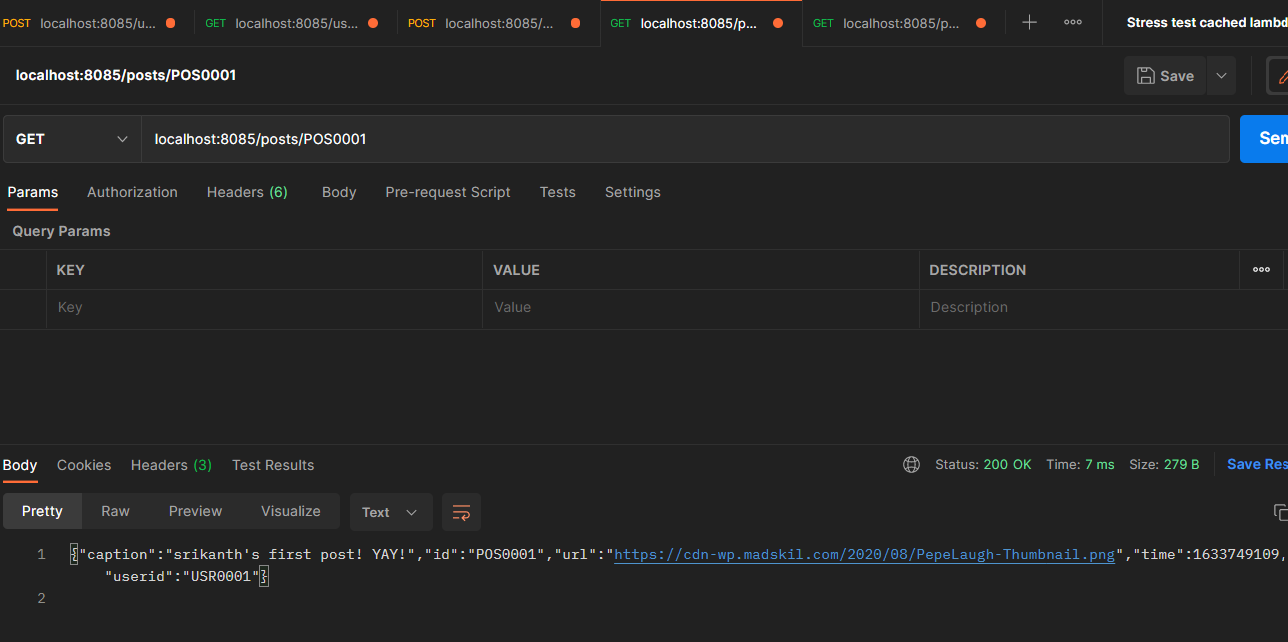 POST localhost:8085/u... GET localhost:8085/us... POST localhost:8085/... GET localhost:8085/p... GET localhost:8085/p... Stress test cached lambd
localhost:8085/posts/POS0001 Save
GET localhost:8085/posts/POS0001 Sen
Params Authorization Headers (6) Body Pre-request Script Tests Settings
Query Params
KEY VALUE DESCRIPTION
Key Value Description
Body Cookies Headers (3) Test Results Status: 200 OK Time: 7 ms Size: 279 B Save Res
Pretty Raw Preview Visualize Text
1 {"caption":"srikanth's first post! YAY!","id":"POS0001","url":"https://cdn-wp.madskil.com/2020/08/PepeLaugh-Thumbnail.png","time":1633749109,
"userid":"USR0001"}
2